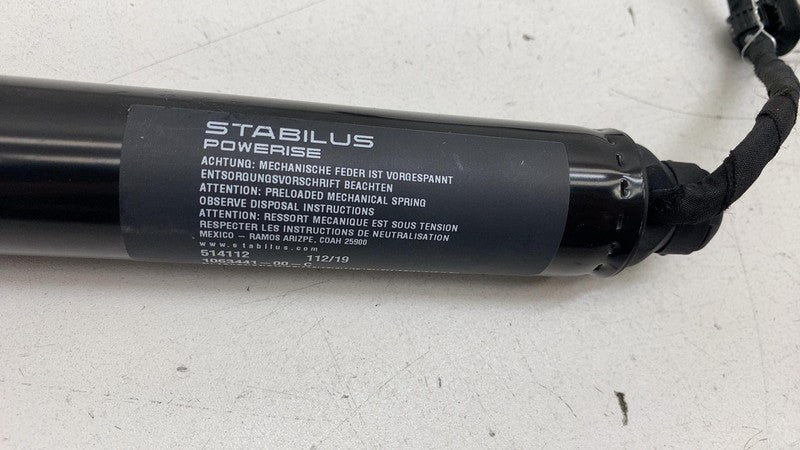 STABILUS
POWERISE
ACHTUNG: MECHANISCHE FEDER IST VORGESPANNT
ENTSORGUNGSVORSCHRIFT BEACHTEN
ATTENTION: PRELOADED MECHANICAL SPRING
OBSERVE DISPOSAL INSTRUCTIONS
ATTENTION: RESSORT MECANIQUE EST SOUS TENSION
RESPECTER LES INSTRUCTIONS DE NEUTRALISATION
MEXICO – RAMOS ARIZPE, COAH 25900
www.stabilus.com
514112 112/19
1063441-00-C